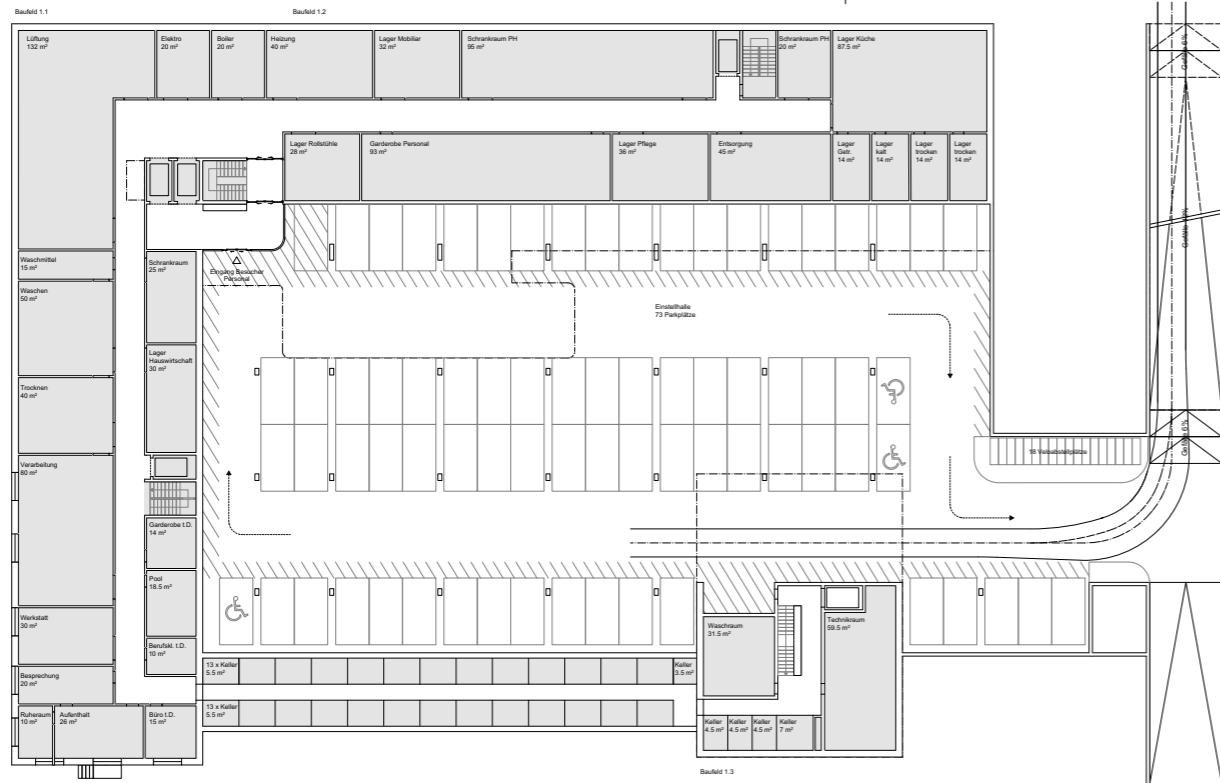 Baufeld 1.1
Baufeld 1.2
Lüftung
132 m²
Elektro
20 m²
Boiler
20 m²
Heizung
40 m²
Lager Mobiliar
32 m²
Schrankraum PH
95 m²
Schrankraum PH
20 m²
Lager Küche
87.5 m²
Gefälle 6%
Lager Rollstühle
28 m²
Garderobe Personal
93 m²
Lager Pflege
36 m²
Entsorgung
45 m²
Lager
Getr.
14 m²
Lager
kalt
14 m²
Lager
trocken
14 m²
Lager
trocken
14 m²
Waschmittel
15 m²
Schrankraum
25 m²
Eingang Besucher
Personal
Waschen
50 m²
Einstellhalle
73 Parkplätze
Lager
Hauswirtschaft
30 m²
Trocknen
40 m²
Verarbeitung
80 m²
18 Veloabstellplätze
Gefälle 6%
Garderobe t.D.
14 m²
Pool
18.5 m²
Werkstatt
30 m²
Berufskl. t.D.
10 m²
Waschraum
31.5 m²
Technikraum
59.5 m²
Besprechung
20 m²
13 x Keller
5.5 m²
Keller
3.5 m²
Ruheraum
10 m²
Aufenthalt
26 m²
Büro t.D.
15 m²
13 x Keller
5.5 m²
Keller
4.5 m²
Keller
4.5 m²
Keller
4.5 m²
Keller
7 m²
Baufeld 1.3